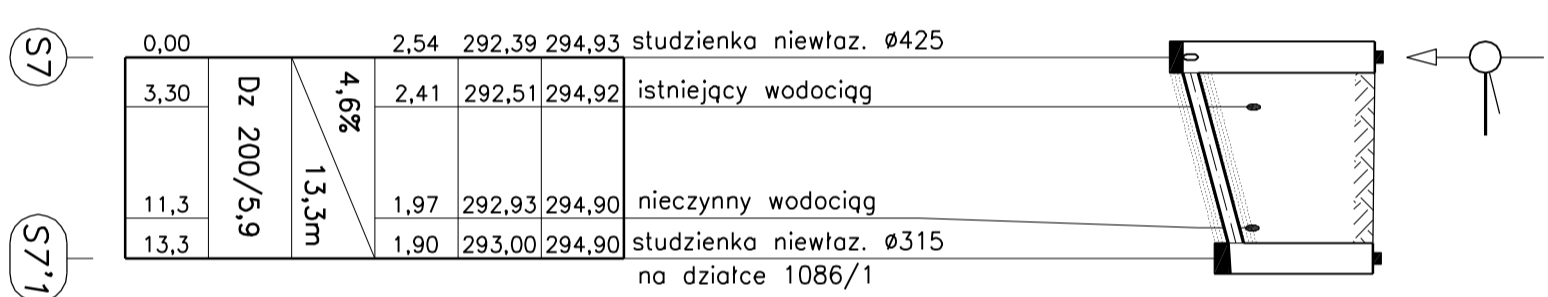 S7
0,00 2,54 292,39 294,93 studzienka niewłaz. Ø425
3,30 2,41 292,51 294,92 istniejący wodociąg
Dz 200/5,9
4,6%
13,3m
11,3 1,97 292,93 294,90 nieczynny wodociąg
S7'1
13,3 1,90 293,00 294,90 studzienka niewłaz. Ø315
na działce 1086/1